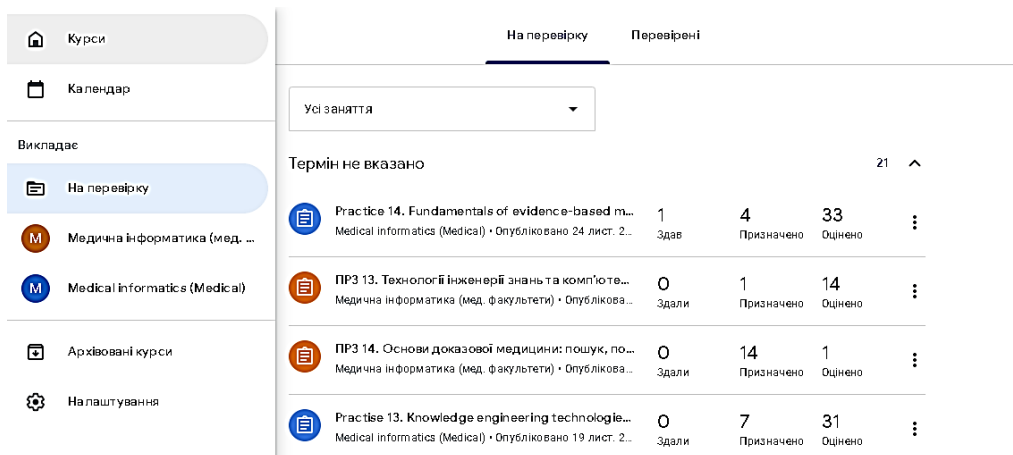 Курси
Календар
Викладає
На перевірку
М
Медична інформатика (мед. ...
M
Medical informatics (Medical)
Архівовані курси
Налаштування
На перевірку Перевірені
Усі заняття
Термін не вказано 21
Practice 14. Fundamentals of evidence-based m... 1 4 33
Medical informatics (Medical) • Опубліковано 24 лист. 2... Здав Призначено Оцінено
ПРЗ 13. Технології інженерії знань та комп'юте... 0 1 14
Медична інформатика (мед. факультети) • Опублікова... Здали Призначено Оцінено
ПРЗ 14. Основи доказової медицини: пошук, по... 0 14 1
Медична інформатика (мед. факультети) • Опублікова... Здали Призначено Оцінено
Practise 13. Knowledge engineering technologie... 0 7 31
Medical informatics (Medical) • Опубліковано 19 лист. 2... Здали Призначено Оцінено